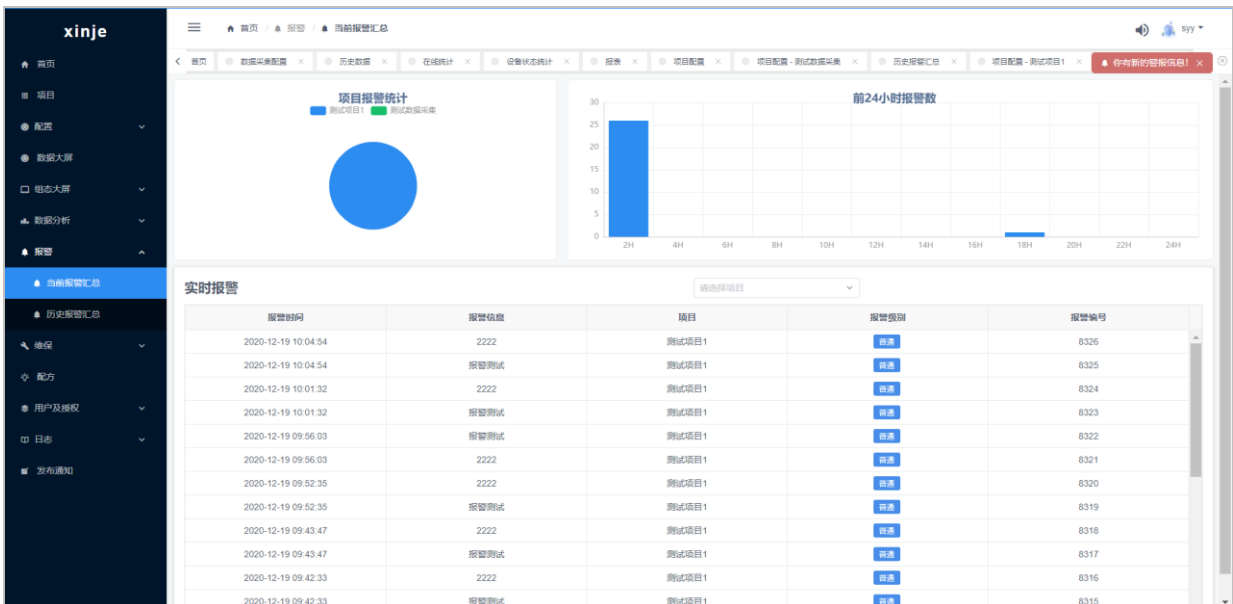 xinje
首页 / 报警 / 当前报警汇总
syy
首页
项目
配置
数据大屏
组态大屏
数据分析
报警
当前报警汇总
历史报警汇总
维保
配方
用户及授权
日志
发布通知
首页 数据采集配置 × 历史数据 × 在线统计 × 设备状态统计 × 报表 × 项目配置 × 项目配置 - 测试数据采集 × 历史报警汇总 × 项目配置 - 测试项目1 ×
你有新的警报信息! ×
项目报警统计
测试项目1 测试数据采集
前24小时报警数
30
25
20
15
10
5
0
2H 4H 6H 8H 10H 12H 14H 16H 18H 20H 22H 24H
实时报警 请选择项目
报警时间 报警信息 项目 报警级别 报警编号
2020-12-19 10:04:54 2222 测试项目1 普通 8326
2020-12-19 10:04:54 报警测试 测试项目1 普通 8325
2020-12-19 10:01:32 2222 测试项目1 普通 8324
2020-12-19 10:01:32 报警测试 测试项目1 普通 8323
2020-12-19 09:56:03 报警测试 测试项目1 普通 8322
2020-12-19 09:56:03 2222 测试项目1 普通 8321
2020-12-19 09:52:35 2222 测试项目1 普通 8320
2020-12-19 09:52:35 报警测试 测试项目1 普通 8319
2020-12-19 09:43:47 2222 测试项目1 普通 8318
2020-12-19 09:43:47 报警测试 测试项目1 普通 8317
2020-12-19 09:42:33 2222 测试项目1 普通 8316
2020-12-19 09:42:33 报警测试 测试项目1 普通 8315